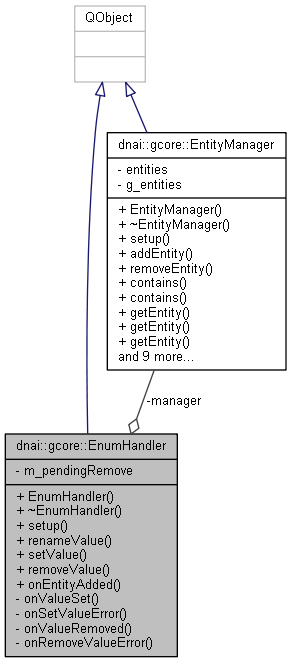 QObject
dnai::gcore::EntityManager
- entities
- g_entities
+ EntityManager()
+ ~EntityManager()
+ setup()
+ addEntity()
+ removeEntity()
+ contains()
+ contains()
+ getEntity()
+ getEntity()
+ getEntity()
and 9 more...
-manager
dnai::gcore::EnumHandler
- m_pendingRemove
+ EnumHandler()
+ ~EnumHandler()
+ setup()
+ renameValue()
+ setValue()
+ removeValue()
+ onEntityAdded()
- onValueSet()
- onSetValueError()
- onValueRemoved()
- onRemoveValueError()